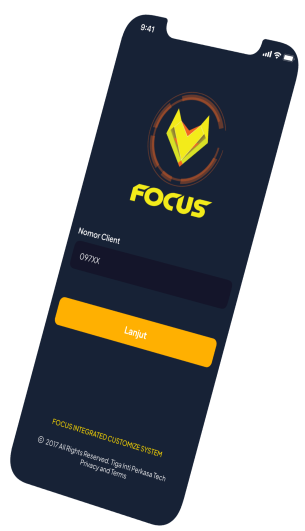 9:41
FOCUS
Nomor Client
097XX
Lanjut
FOCUS INTEGRATED CUSTOMIZE SYSTEM
© 2017 All Rights Reserved. Tiga Inti Perkasa Tech
Privacy and Terms